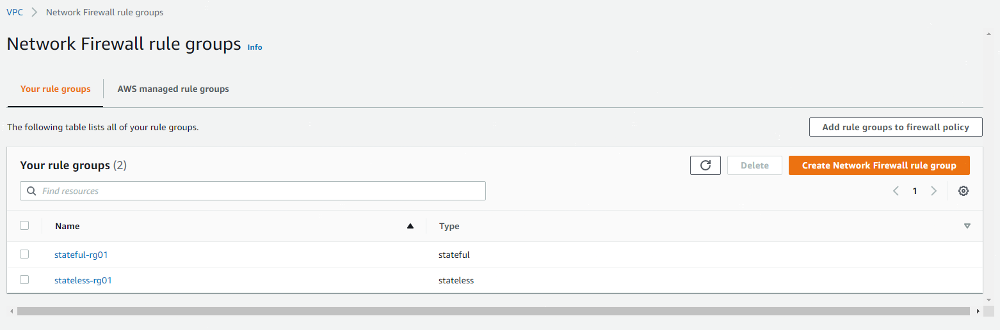 VPC Network Firewall rule groups
Network Firewall rule groups Info
Your rule groups AWS managed rule groups
The following table lists all of your rule groups. Add rule groups to firewall policy
Your rule groups (2) Delete Create Network Firewall rule group
Find resources 1
Name Type
stateful-rg01 stateful
stateless-rg01 stateless